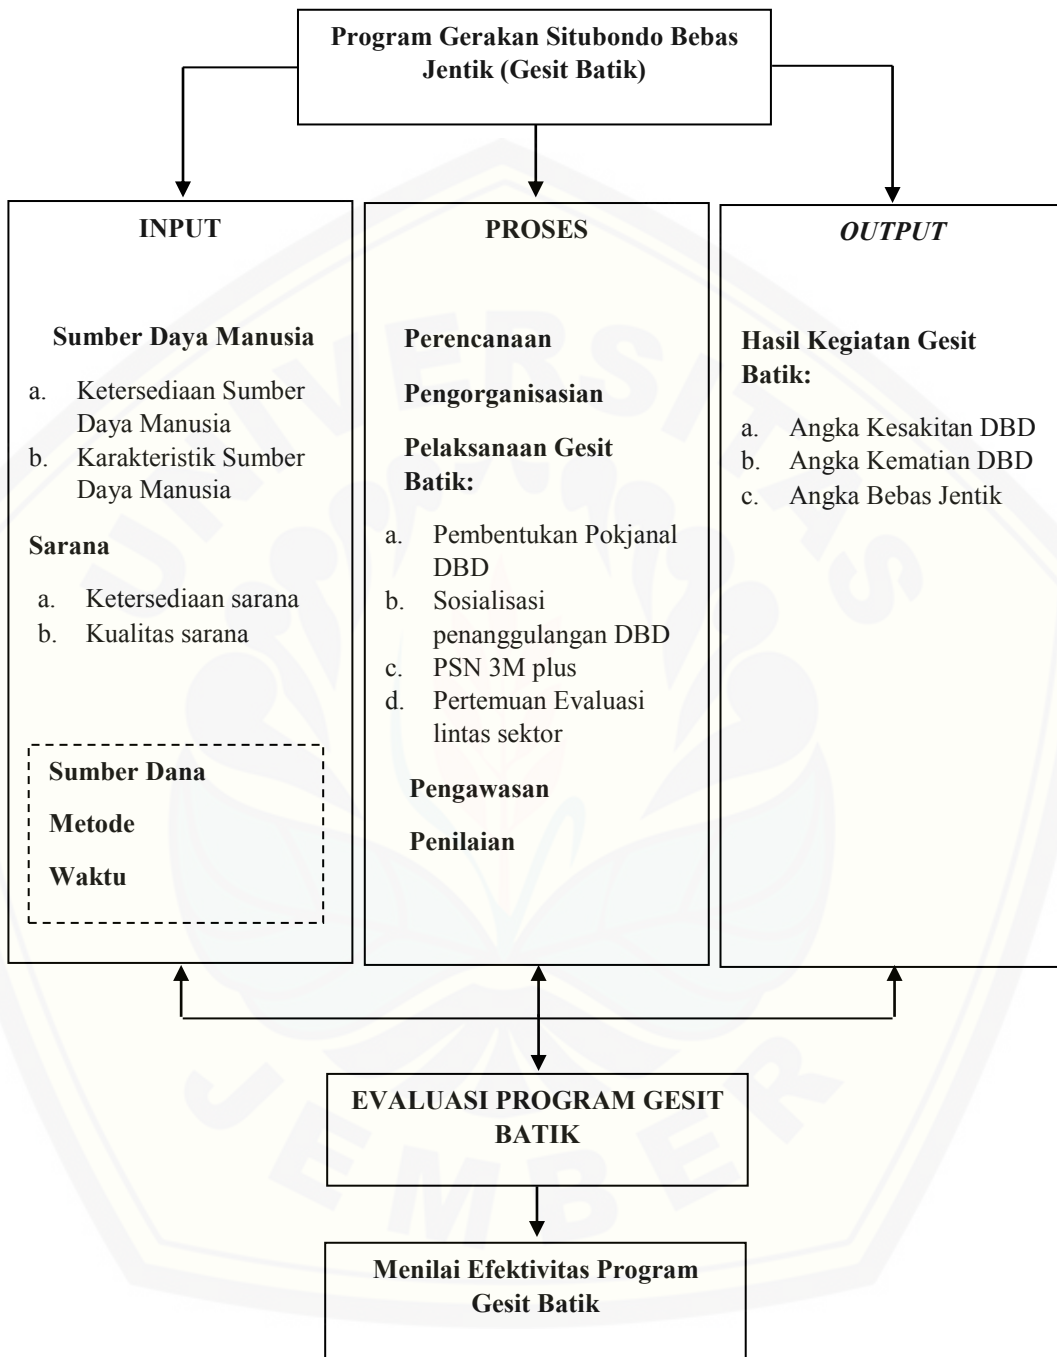 Program Gerakan Situbondo Bebas
Jentik (Gesit Batik)
INPUT
Sumber Daya Manusia
a. Ketersediaan Sumber
Daya Manusia
b. Karakteristik Sumber
Daya Manusia
Sarana
a. Ketersediaan sarana
b. Kualitas sarana
Sumber Dana
Metode
Waktu
PROSES
Perencanaan
Pengorganisasian
Pelaksanaan Gesit
Batik:
a. Pembentukan Pokjanal
DBD
b. Sosialisasi
penanggulangan DBD
c. PSN 3M plus
d. Pertemuan Evaluasi
lintas sektor
Pengawasan
Penilaian
OUTPUT
Hasil Kegiatan Gesit
Batik:
a. Angka Kesakitan DBD
b. Angka Kematian DBD
c. Angka Bebas Jentik
EVALUASI PROGRAM GESIT
BATIK
Menilai Efektivitas Program
Gesit Batik
UNIVERSITAS
JEMBER